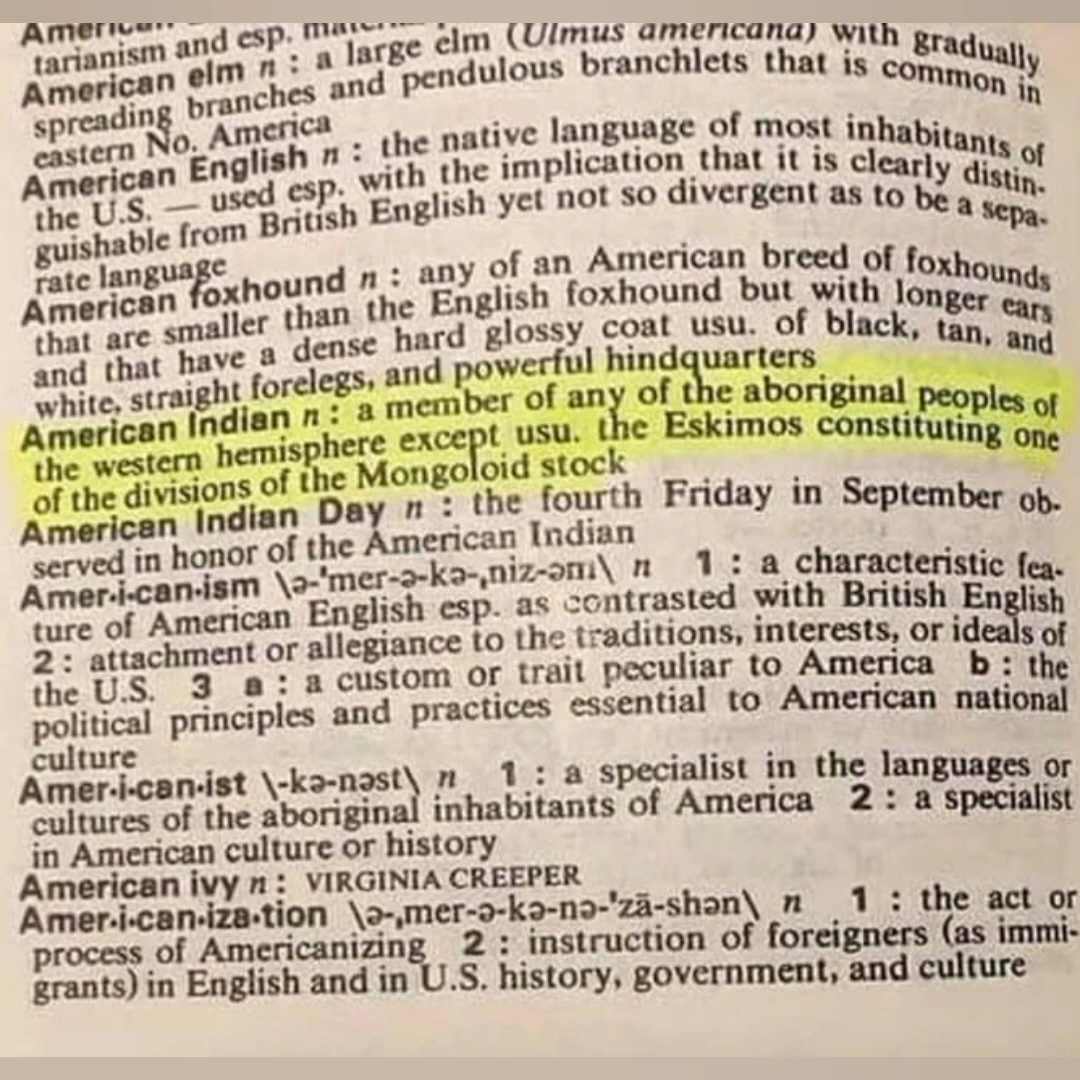 American
tarianism and esp.
American elm n : a large elm (Ulmus americana) with gradually
spreading branches and pendulous branchlets that is common in
eastern No. America
American English n : the native language of most inhabitants of
the U.S. — used esp. with the implication that it is clearly distin-
guishable from British English yet not so divergent as to be a sepa-
rate language
American foxhound n : any of an American breed of foxhounds
that are smaller than the English foxhound but with longer ears
and that have a dense hard glossy coat usu. of black, tan, and
white, straight forelegs, and powerful hindquarters
American Indian n : a member of any of the aboriginal peoples of
the western hemisphere except usu. the Eskimos constituting one
of the divisions of the Mongoloid stock
American Indian Day n : the fourth Friday in September ob-
served in honor of the American Indian
Amer·i·can·ism \ə-ˈmer-ə-kə-ˌniz-əm\ n 1 : a characteristic fea-
ture of American English esp. as contrasted with British English
2 : attachment or allegiance to the traditions, interests, or ideals of
the U.S. 3 a : a custom or trait peculiar to America b : the
political principles and practices essential to American national
culture
Amer·i·can·ist \-kə-nəst\ n 1 : a specialist in the languages or
cultures of the aboriginal inhabitants of America 2 : a specialist
in American culture or history
American ivy n : VIRGINIA CREEPER
Amer·i·can·iza·tion \ə-ˌmer-ə-kə-nə-ˈzā-shən\ n 1 : the act or
process of Americanizing 2 : instruction of foreigners (as immi-
grants) in English and in U.S. history, government, and culture